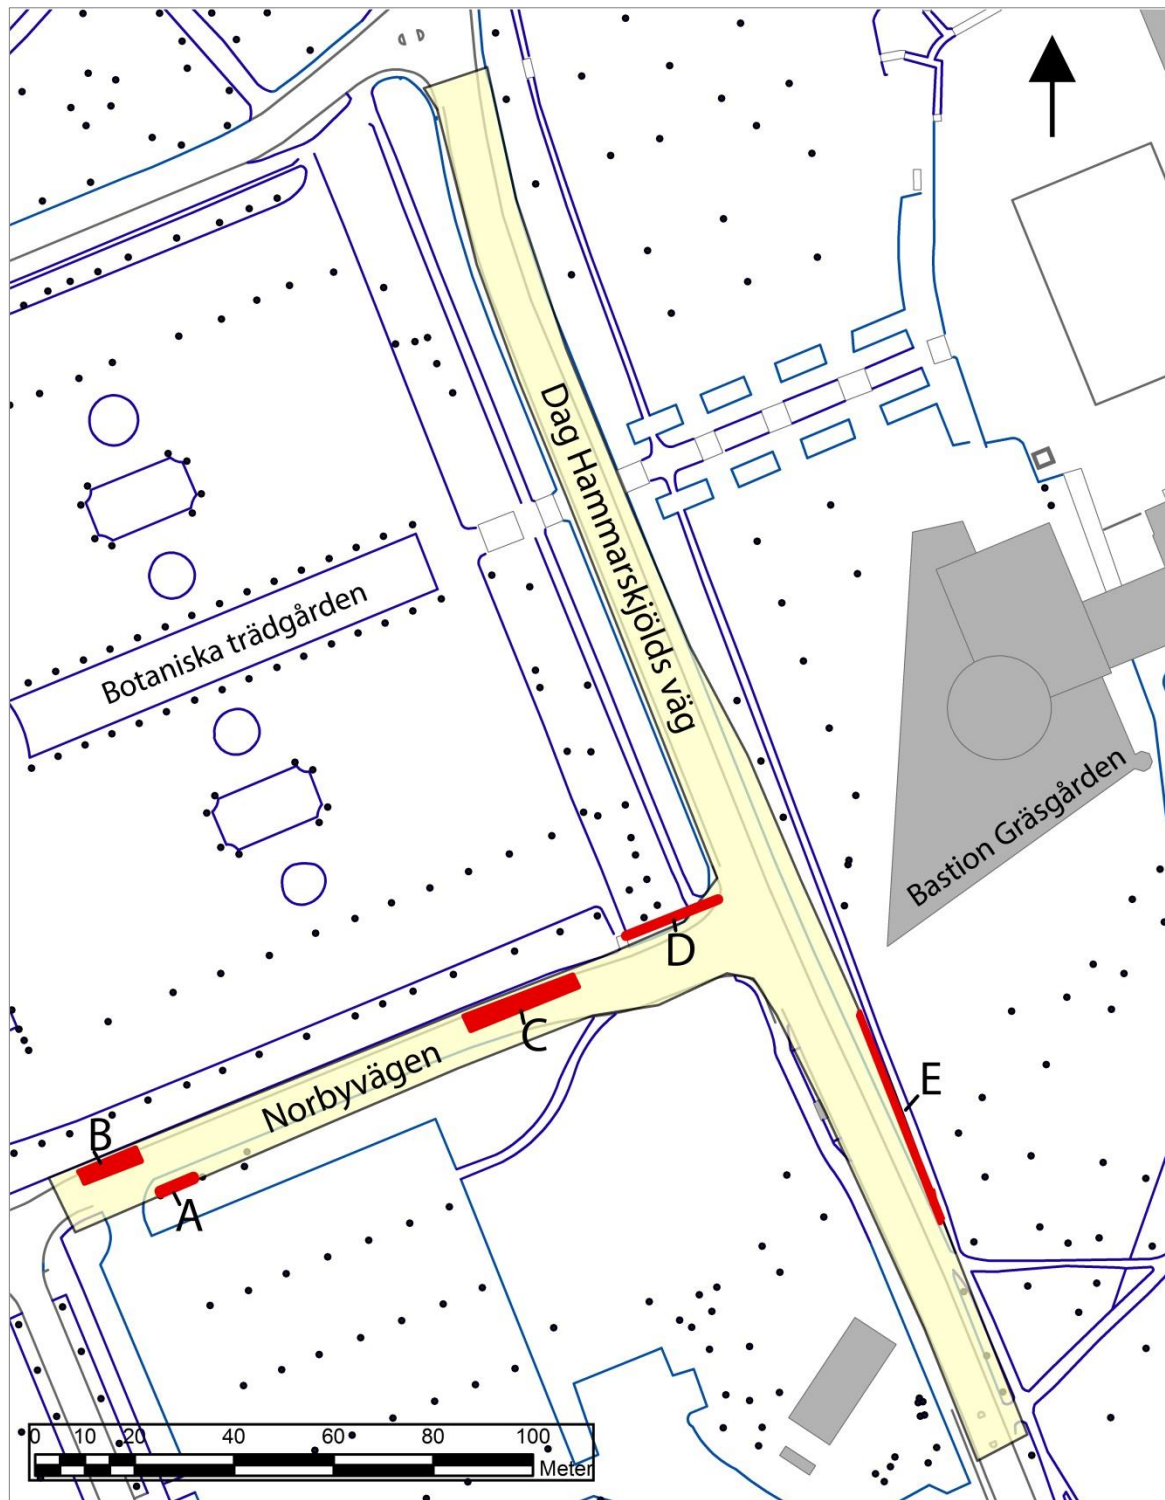 Dag Hammarskjölds väg
Botaniska trädgården
Bastion Gräsgården
D
C
E
Norbyvägen
B
A
0 10 20 40 60 80 100
Meter